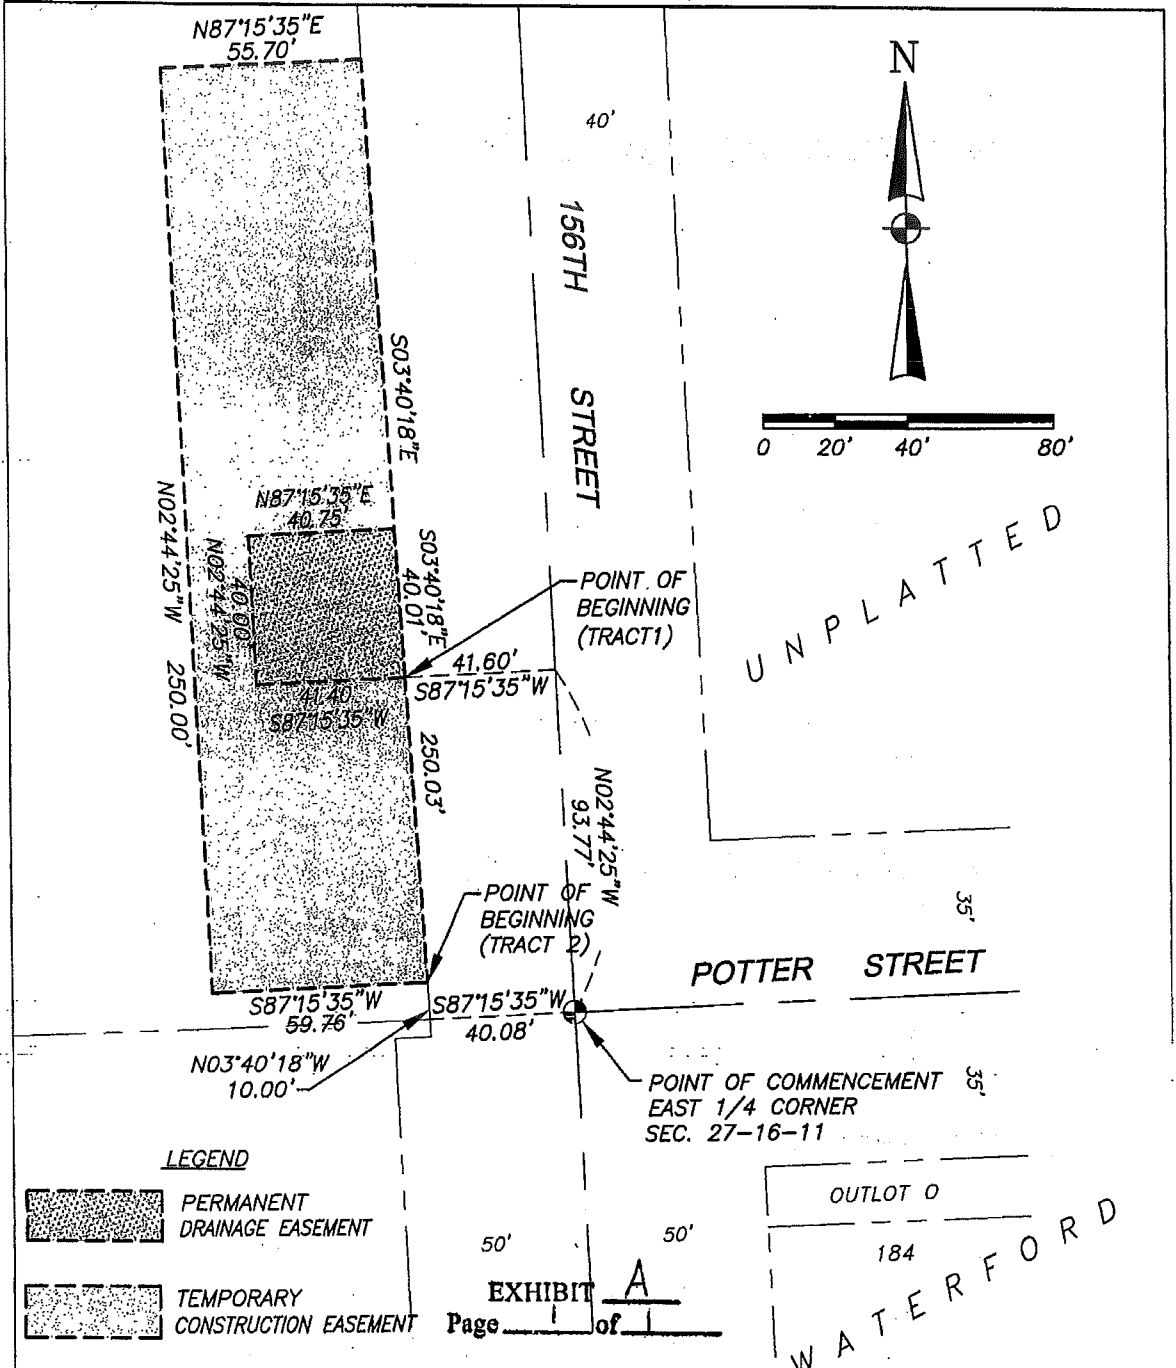 N87°15'35"E
55.70'
N
40'
156TH
STREET
0 20' 40' 80'
S03°40'18"E
N87°15'35"E
40.75'
N02°44'25"W
250.00'
N02°44'25"W
40.00'
S03°40'18"E
40.01'
POINT OF
BEGINNING
(TRACT1)
UNPLATTED
41.60'
S87°15'35"W
41.40'
S87°15'35"W
250.03'
N02°44'25"W
93.77'
POINT OF
BEGINNING
(TRACT 2)
35'
POTTER STREET
S87°15'35"W
59.76'
S87°15'35"W
40.08'
N03°40'18"W
10.00'
POINT OF COMMENCEMENT
EAST 1/4 CORNER
SEC. 27-16-11
35'
LEGEND
PERMANENT
DRAINAGE EASEMENT
TEMPORARY
CONSTRUCTION EASEMENT
50'
50'
OUTLOT O
184
WATERFORD
EXHIBIT A
Page 1 of 1